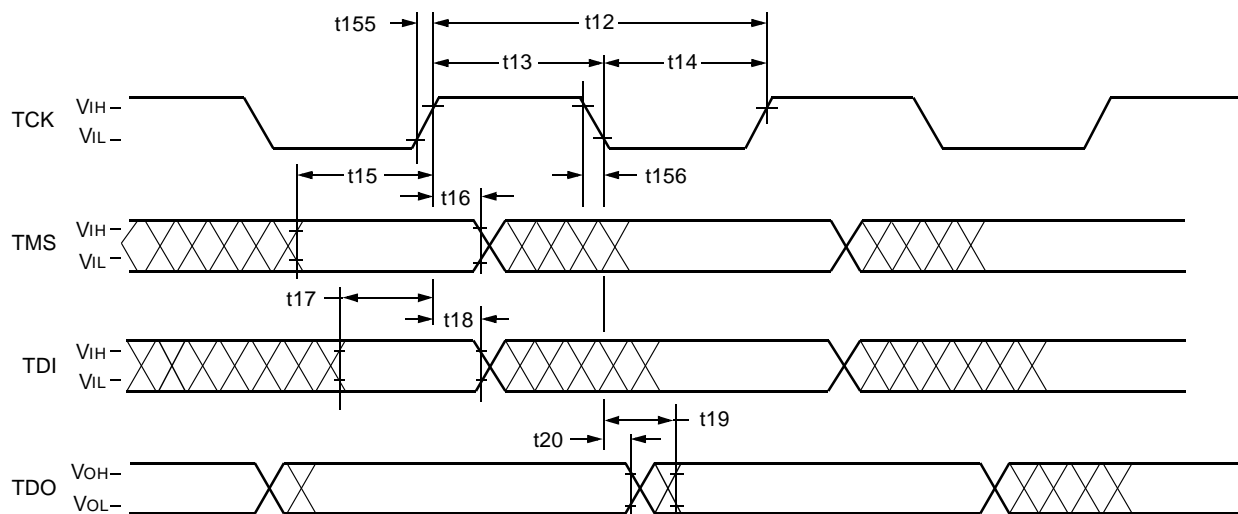 t155
t12
t13
t14
TCK
VIH
VIL
t15
t16
t156
TMS
VIH
VIL
t17
t18
TDI
VIH
VIL
t19
t20
TDO
VOH
VOL